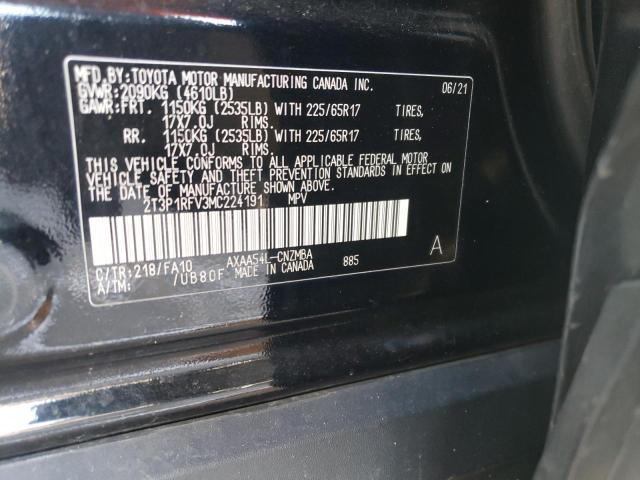 MFD.BY:TOYOTA MOTOR MANUFACTURING CANADA INC. 06/21
GVWR:2090KG (4610LB)
GAWR:FRT. 1150KG (2535LB) WITH 225/65R17 TIRES,
17X7.0J RIMS.
RR. 1150KG (2535LB) WITH 225/65R17 TIRES,
17X7.0J RIMS.
THIS VEHICLE CONFORMS TO ALL APPLICABLE FEDERAL MOTOR
VEHICLE SAFETY AND THEFT PREVENTION STANDARDS IN EFFECT ON
THE DATE OF MANUFACTURE SHOWN ABOVE.
2T3P1RFV3MC224191 MPV
C/TR:218/FA10 AXAA54L-CNZMBA A
A/TM: /UB80F MADE IN CANADA 885